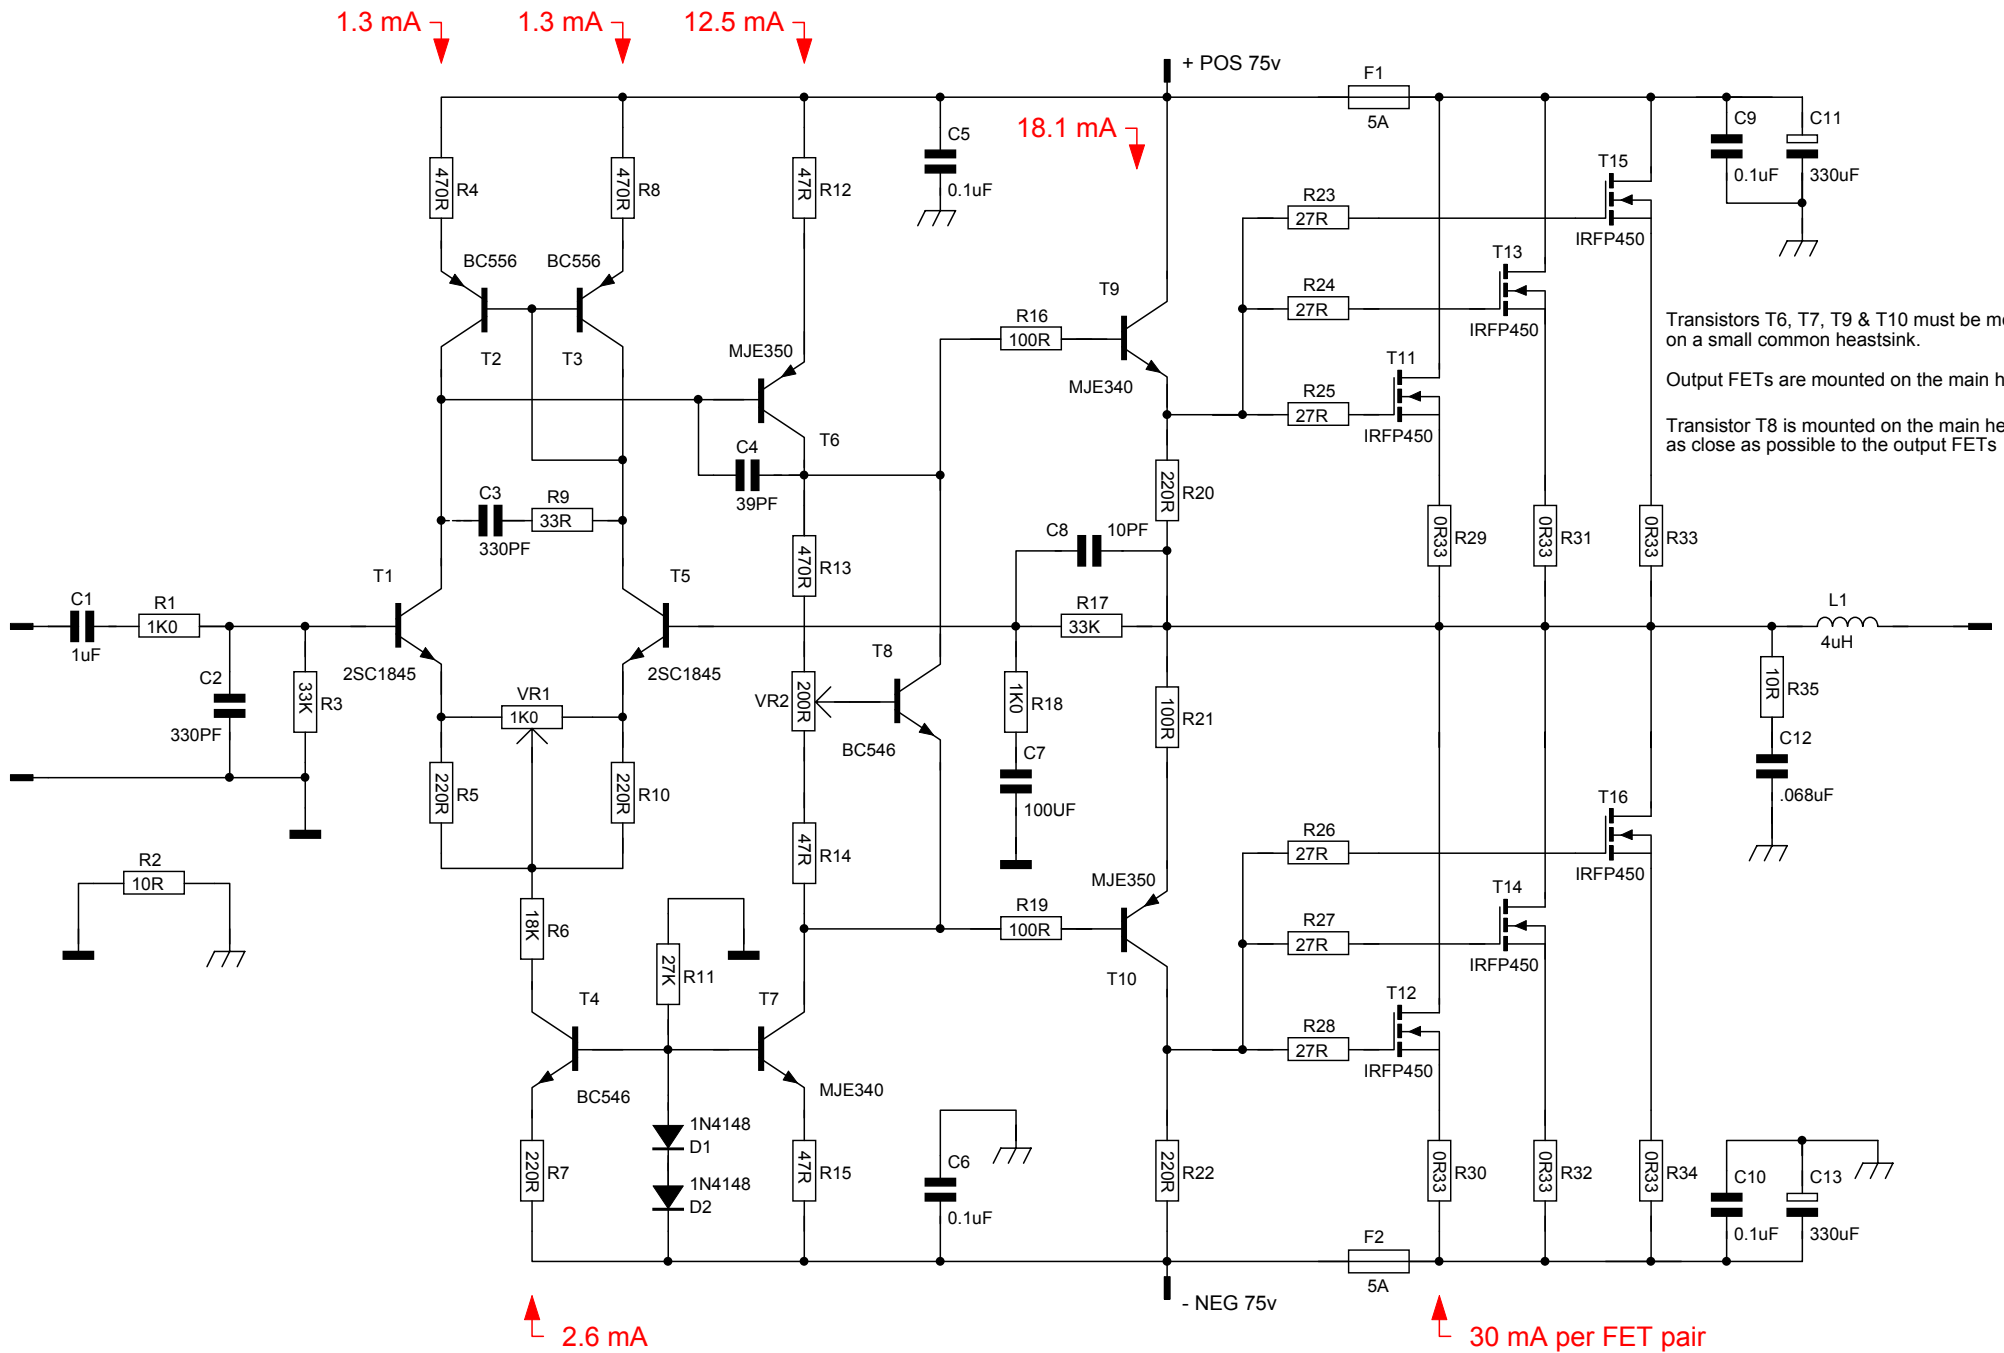 1.3 mA
1.3 mA
12.5 mA
+ POS 75v
F1
5A
18.1 mA
C5
0.1uF
C9
0.1uF
C11
330uF
470R
R4
470R
R8
47R
R12
T15
IRFP450
R23
27R
BC556
BC556
T2
T3
T13
IRFP450
R24
27R
T9
MJE340
R16
100R
MJE350
T6
T11
IRFP450
R25
27R
Transistors T6, T7, T9 & T10 must be
on a small common heastsink.
Output FETs are mounted on the main
Transistor T8 is mounted on the main
as close as possible to the output FETs
C4
39PF
220R
R20
C3
330PF
R9
33R
C8
10PF
470R
R13
0R33
R29
0R33
R31
0R33
R33
C1
1uF
R1
1K0
T1
2SC1845
T5
2SC1845
R17
33K
L1
4uH
C2
330PF
33K
R3
VR1
1K0
VR2
200R
T8
BC546
1K0
R18
C7
100UF
100R
R21
10R
R35
C12
.068uF
220R
R5
220R
R10
47R
R14
T16
IRFP450
R26
27R
R2
10R
18K
R6
27K
R11
MJE350
T10
R19
100R
T14
IRFP450
R27
27R
T4
BC546
T7
MJE340
T12
IRFP450
R28
27R
1N4148
D1
1N4148
D2
220R
R7
47R
R15
C6
0.1uF
220R
R22
0R33
R30
0R33
R32
0R33
R34
C10
0.1uF
C13
330uF
F2
5A
- NEG 75v
2.6 mA
30 mA per FET pair